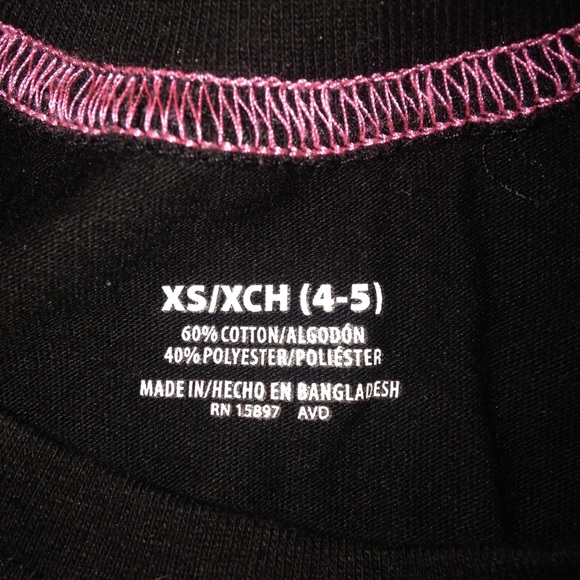 XS/XCH (4-5)
60% COTTON/ALGODÓN
40% POLYESTER/POLIÉSTER
MADE IN/HECHO EN BANGLADESH
RN 15897 AVD